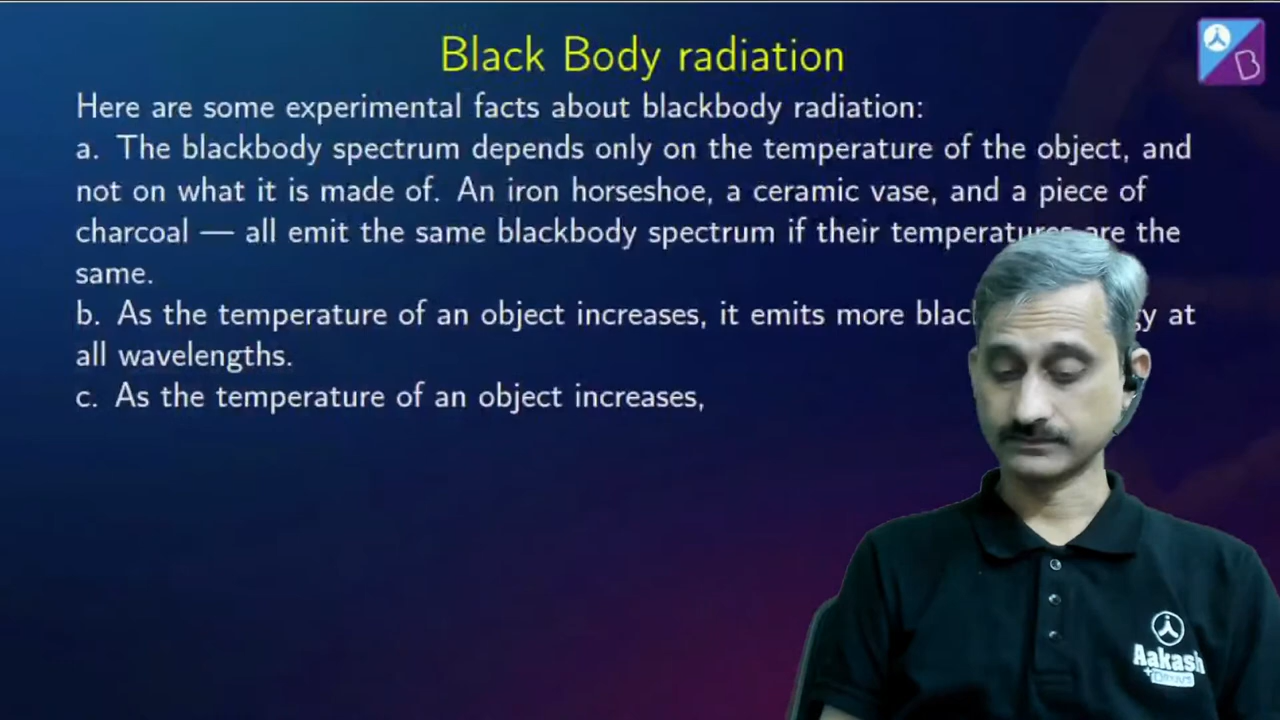 Black Body radiation
Here are some experimental facts about blackbody radiation:
a. The blackbody spectrum depends only on the temperature of the object, and
not on what it is made of. An iron horseshoe, a ceramic vase, and a piece of
charcoal — all emit the same blackbody spectrum if their temperatures are the
same.
b. As the temperature of an object increases, it emits more at
all wavelengths.
c. As the temperature of an object increases,
B
Aakash